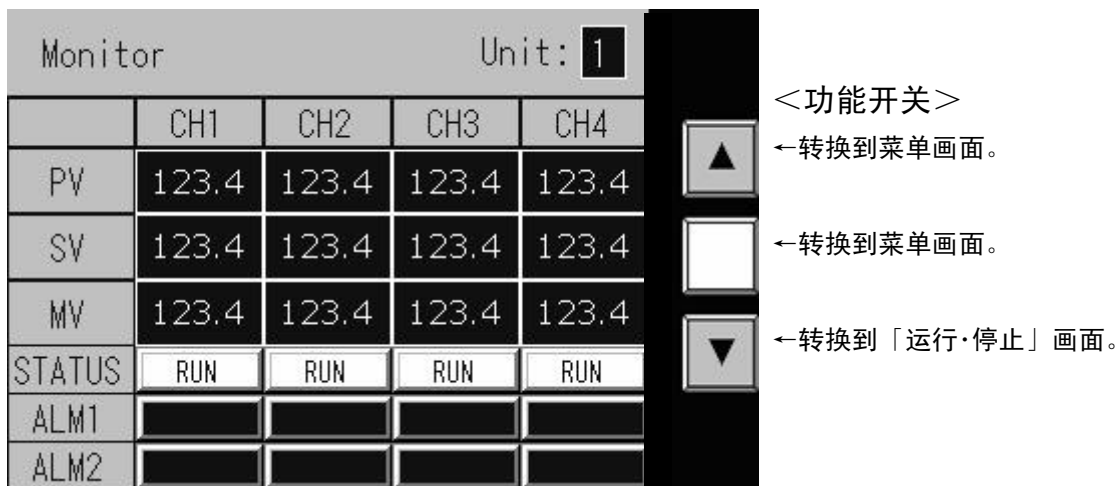 Monitor Unit: 1
CH1 CH2 CH3 CH4
PV 123.4 123.4 123.4 123.4
SV 123.4 123.4 123.4 123.4
MV 123.4 123.4 123.4 123.4
STATUS RUN RUN RUN RUN
ALM1
ALM2
＜功能开关＞
▲ ←转换到菜单画面。
←转换到菜单画面。
▼ ←转换到「运行·停止」画面。